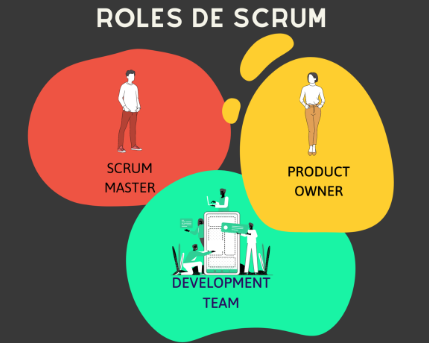 ROLES DE SCRUM
SCRUM
MASTER
PRODUCT
OWNER
DEVELOPMENT
TEAM